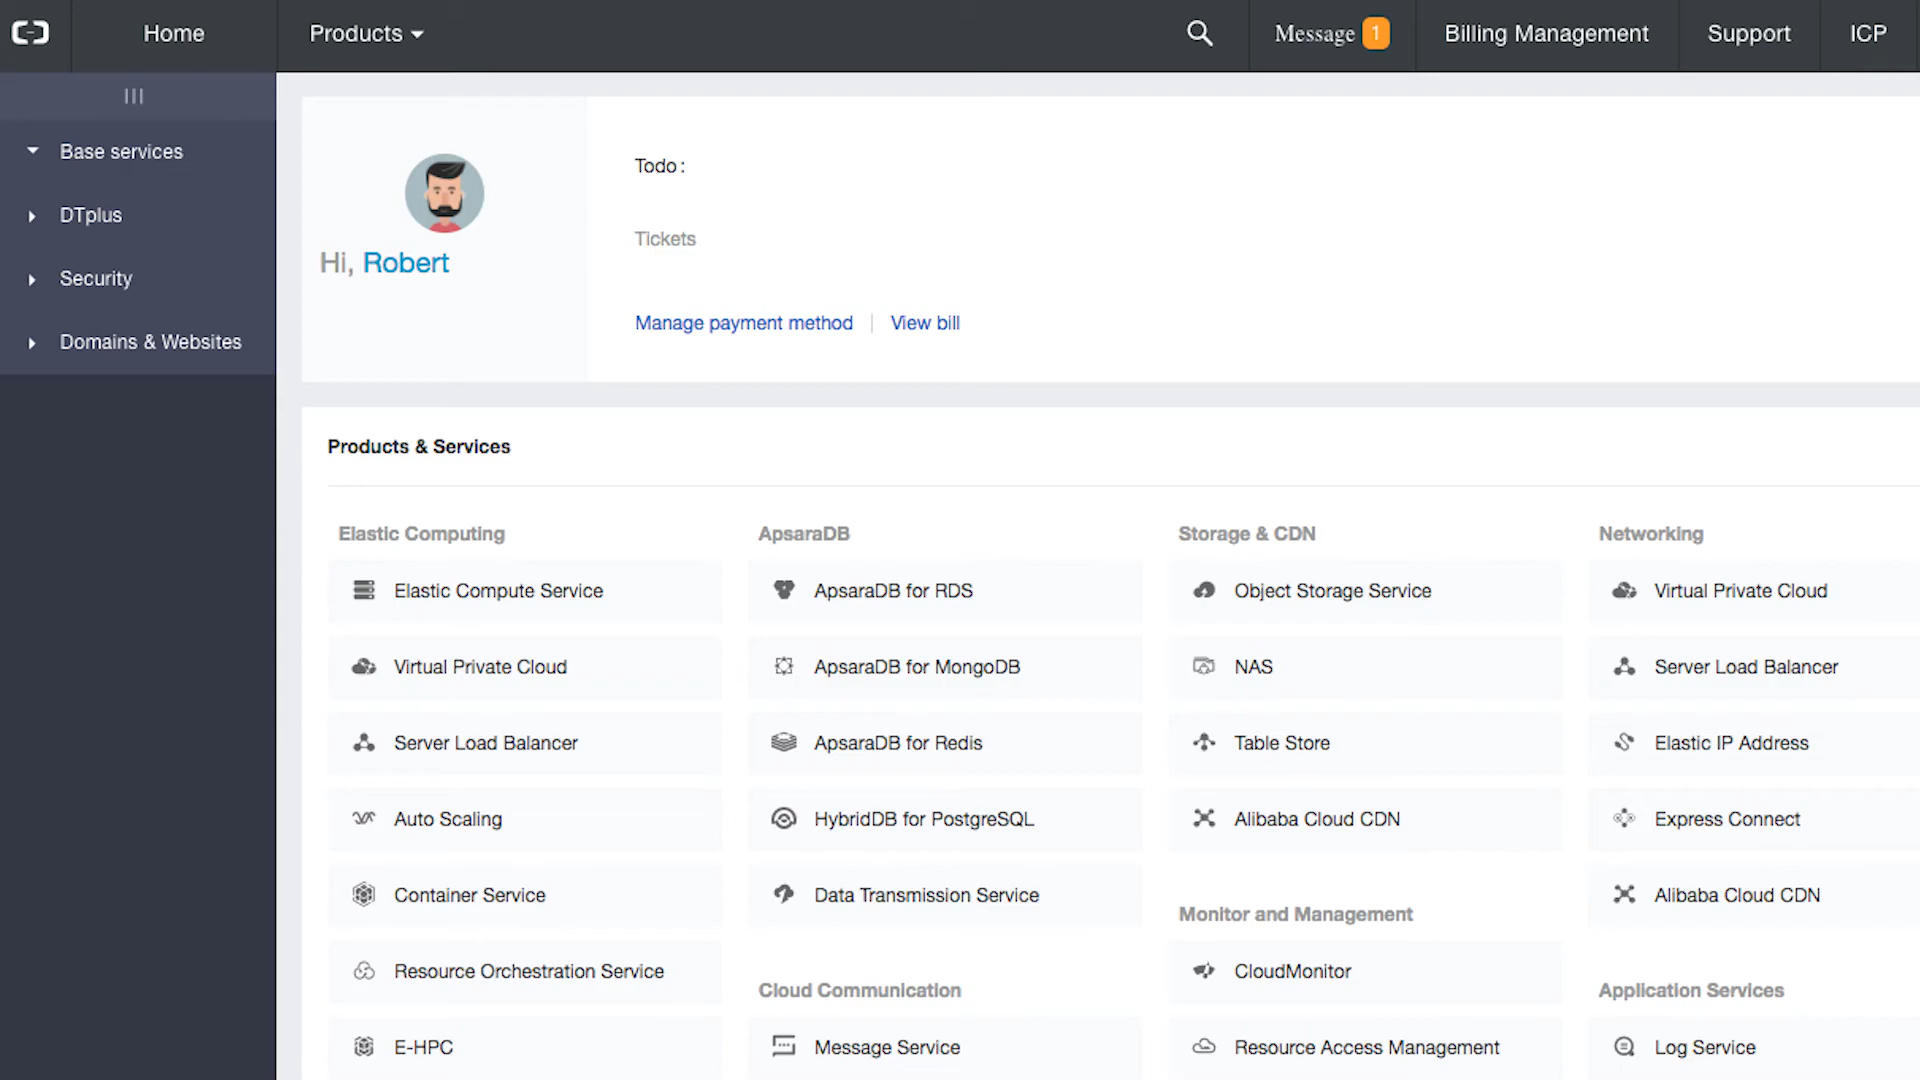 Home
Products
Message 1
Billing Management
Support
ICP
Base services
DTplus
Security
Domains & Websites
Hi, Robert
Todo :
Tickets
Manage payment method
View bill
Products & Services
Elastic Computing
Elastic Compute Service
Virtual Private Cloud
Server Load Balancer
Auto Scaling
Container Service
Resource Orchestration Service
E-HPC
ApsaraDB
ApsaraDB for RDS
ApsaraDB for MongoDB
ApsaraDB for Redis
HybridDB for PostgreSQL
Data Transmission Service
Cloud Communication
Message Service
Storage & CDN
Object Storage Service
NAS
Table Store
Alibaba Cloud CDN
Monitor and Management
CloudMonitor
Resource Access Management
Networking
Virtual Private Cloud
Server Load Balancer
Elastic IP Address
Express Connect
Alibaba Cloud CDN
Application Services
Log Service